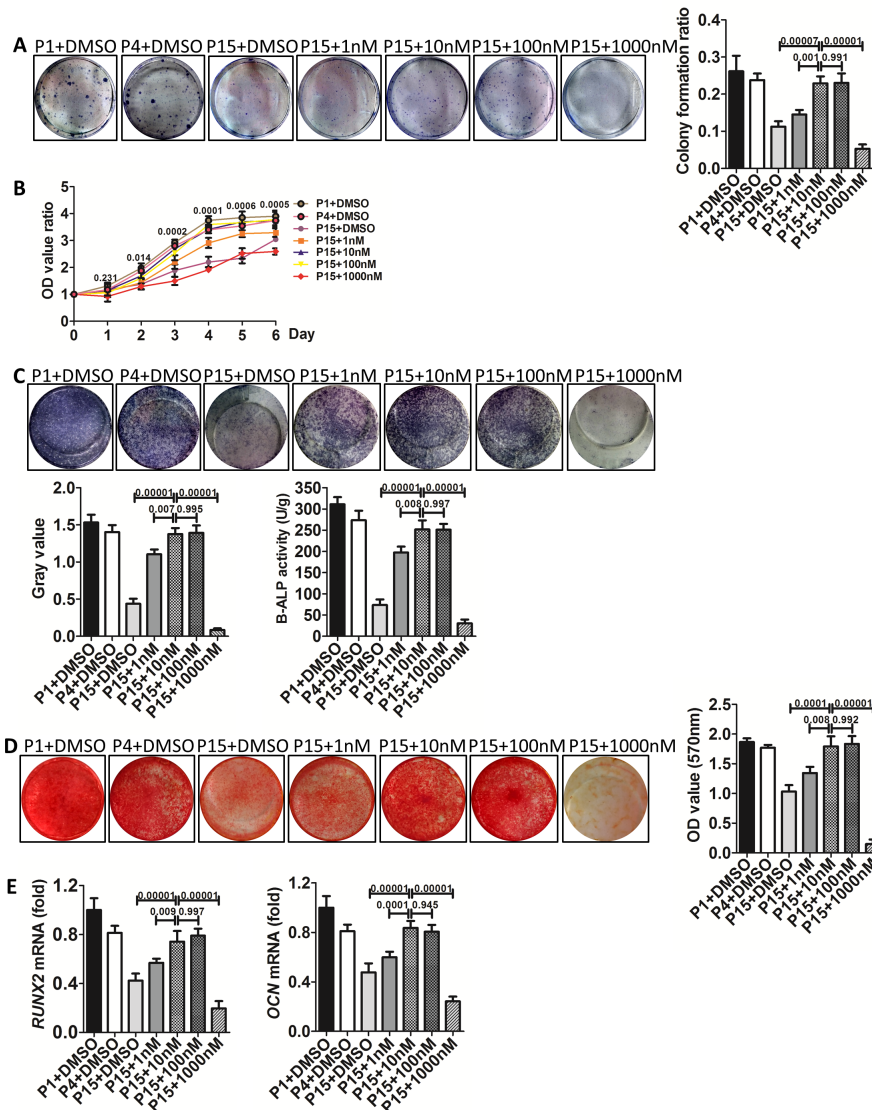 A
P1+DMSO P4+DMSO P15+DMSO P15+1nM P15+10nM P15+100nM P15+1000nM
Colony formation ratio
0.4
0.3
0.2
0.1
0.0
0.00007 0.00001
0.001 0.991
P1+DMSO
P4+DMSO
P15+DMSO
P15+1nM
P15+10nM
P15+100nM
P15+1000nM
B
OD value ratio
5
4
3
2
1
0
0.231
0.014
0.0002
0.0001
0.0006
0.0005
0 1 2 3 4 5 6
Day
P1+DMSO
P4+DMSO
P15+DMSO
P15+1nM
P15+10nM
P15+100nM
P15+1000nM
C
P1+DMSO P4+DMSO P15+DMSO P15+1nM P15+10nM P15+100nM P15+1000nM
Gray value
2.0
1.5
1.0
0.5
0.0
0.00001 0.00001
0.007 0.995
P1+DMSO
P4+DMSO
P15+DMSO
P15+1nM
P15+10nM
P15+100nM
P15+1000nM
B-ALP activity (U/g)
350
300
250
200
150
100
50
0
0.00001 0.00001
0.008 0.997
P1+DMSO
P4+DMSO
P15+DMSO
P15+1nM
P15+10nM
P15+100nM
P15+1000nM
D
P1+DMSO P4+DMSO P15+DMSO P15+1nM P15+10nM P15+100nM P15+1000nM
OD value (570nm)
2.5
2.0
1.5
1.0
0.5
0.0
0.0001 0.00001
0.008 0.992
P1+DMSO
P4+DMSO
P15+DMSO
P15+1nM
P15+10nM
P15+100nM
P15+1000nM
E
RUNX2 mRNA (fold)
1.2
0.8
0.4
0.0
0.00001 0.00001
0.009 0.997
P1+DMSO
P4+DMSO
P15+DMSO
P15+1nM
P15+10nM
P15+100nM
P15+1000nM
OCN mRNA (fold)
1.2
0.8
0.4
0.0
0.00001 0.00001
0.0001 0.945
P1+DMSO
P4+DMSO
P15+DMSO
P15+1nM
P15+10nM
P15+100nM
P15+1000nM